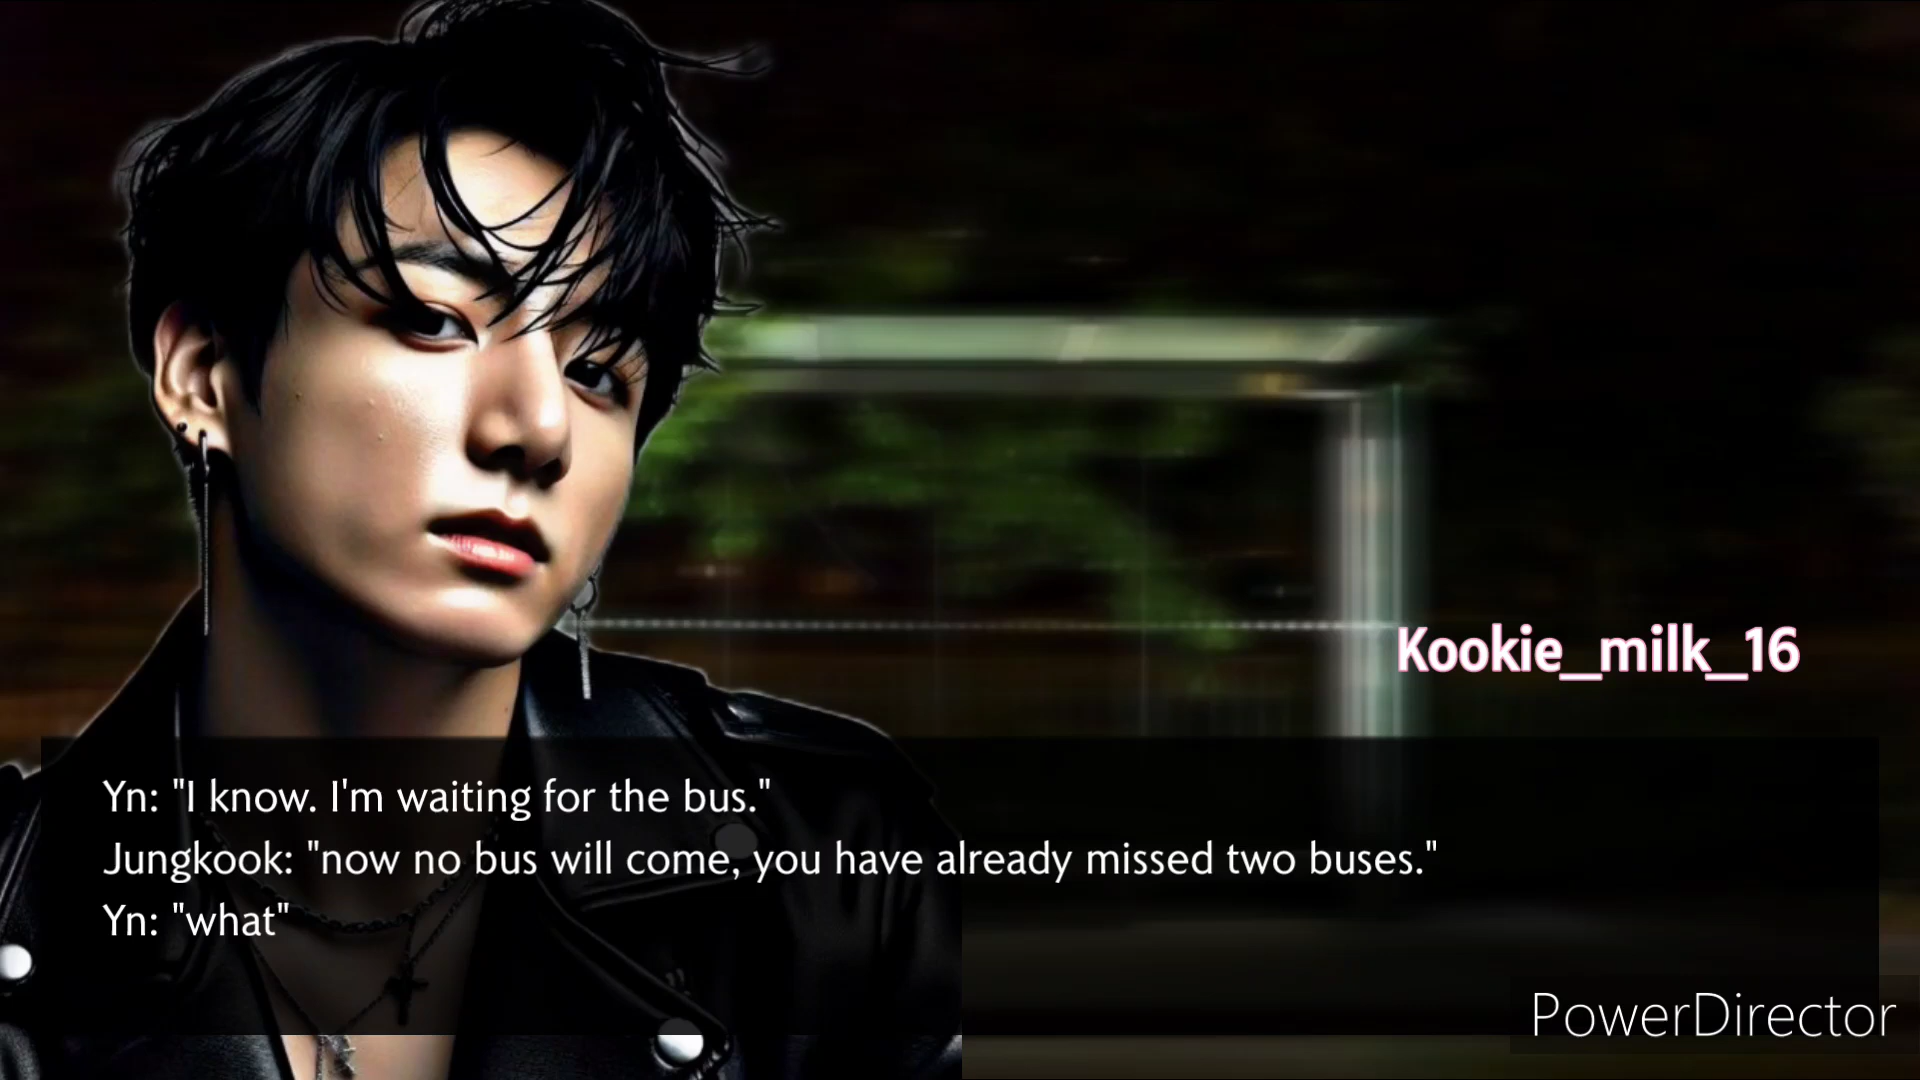 Kookie_milk_16
Yn: "I know. I'm waiting for the bus."
Jungkook: "now no bus will come, you have already missed two buses."
Yn: "what"
PowerDirector